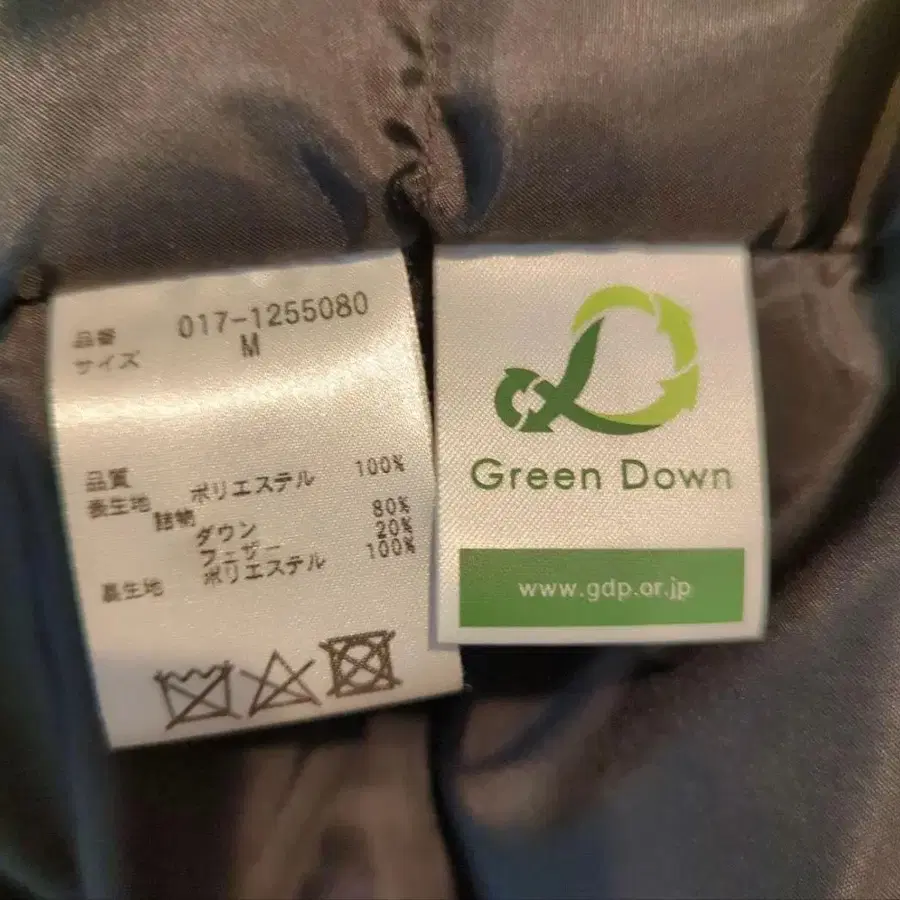 品番 017-1255080
サイズ M
品質
表生地 ポリエステル 100%
詰物
ダウン 80%
フェザー 20%
裏生地 ポリエステル 100%
Green Down
www.gdp.or.jp